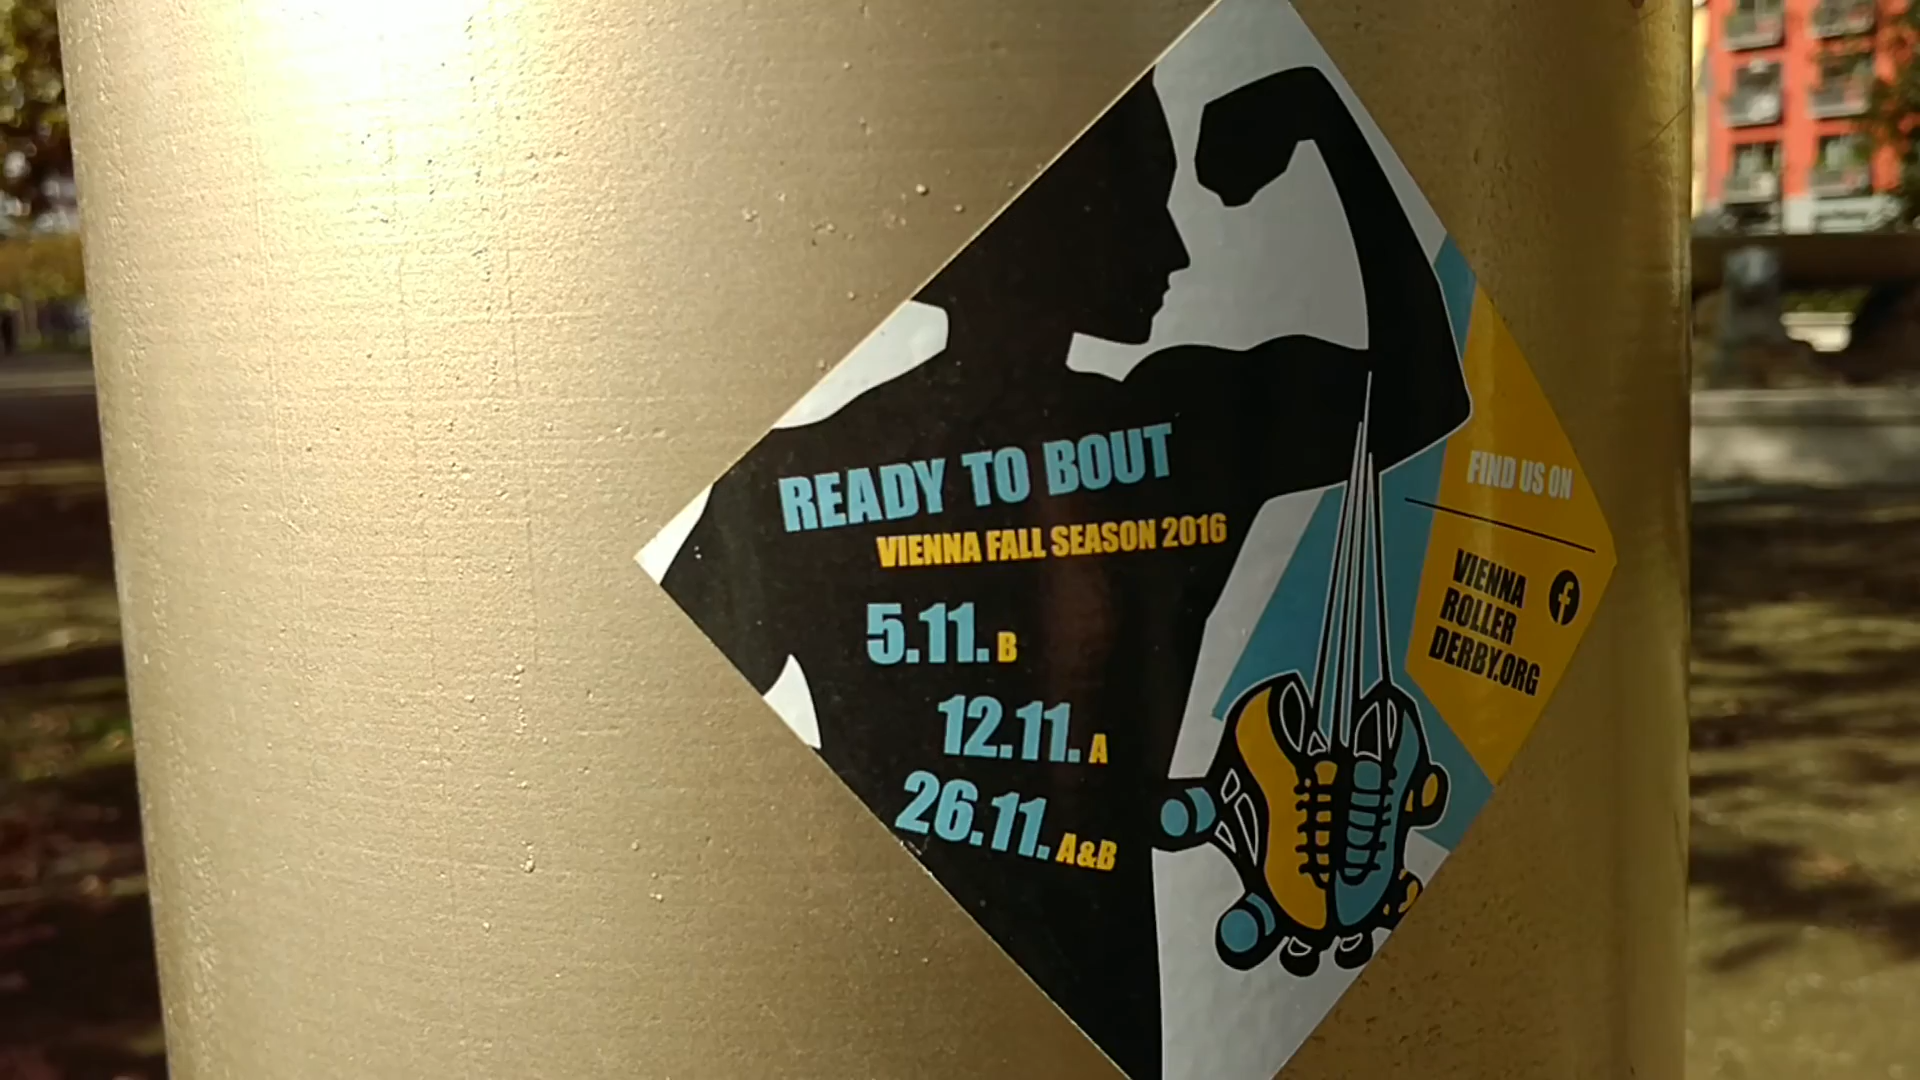 READY TO BOUT
VIENNA FALL SEASON 2016
5.11. B
12.11. A
26.11. A&B
FIND US ON
VIENNA
ROLLER
DERBY.ORG